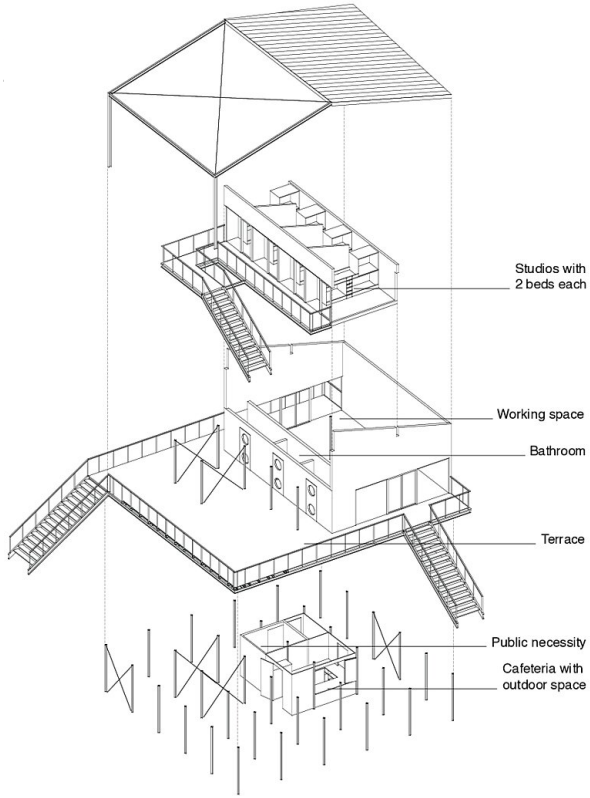 Studios with
2 beds each
Working space
Bathroom
Terrace
Public necessity
Cafeteria with
outdoor space